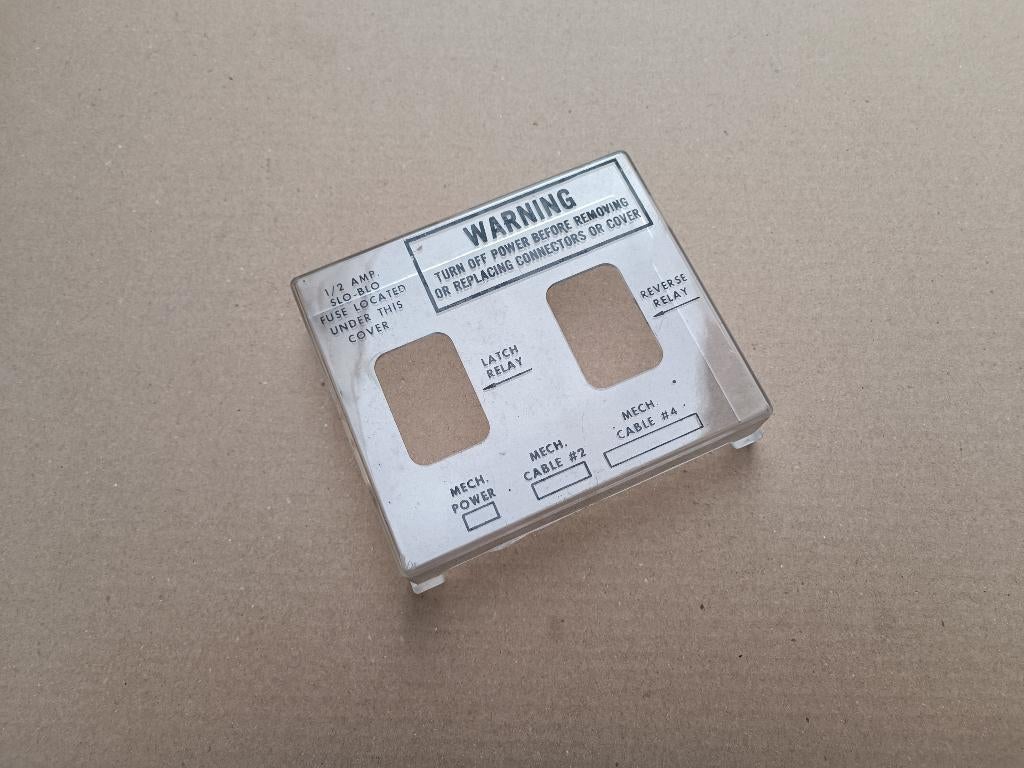 WARNING
TURN OFF POWER BEFORE REMOVING
OR REPLACING CONNECTORS OR COVER
1/2 AMP.
SLO-BLO
FUSE LOCATED
UNDER THIS
COVER
LATCH
RELAY
REVERSE
RELAY
MECH.
POWER
MECH.
CABLE #2
MECH.
CABLE #4